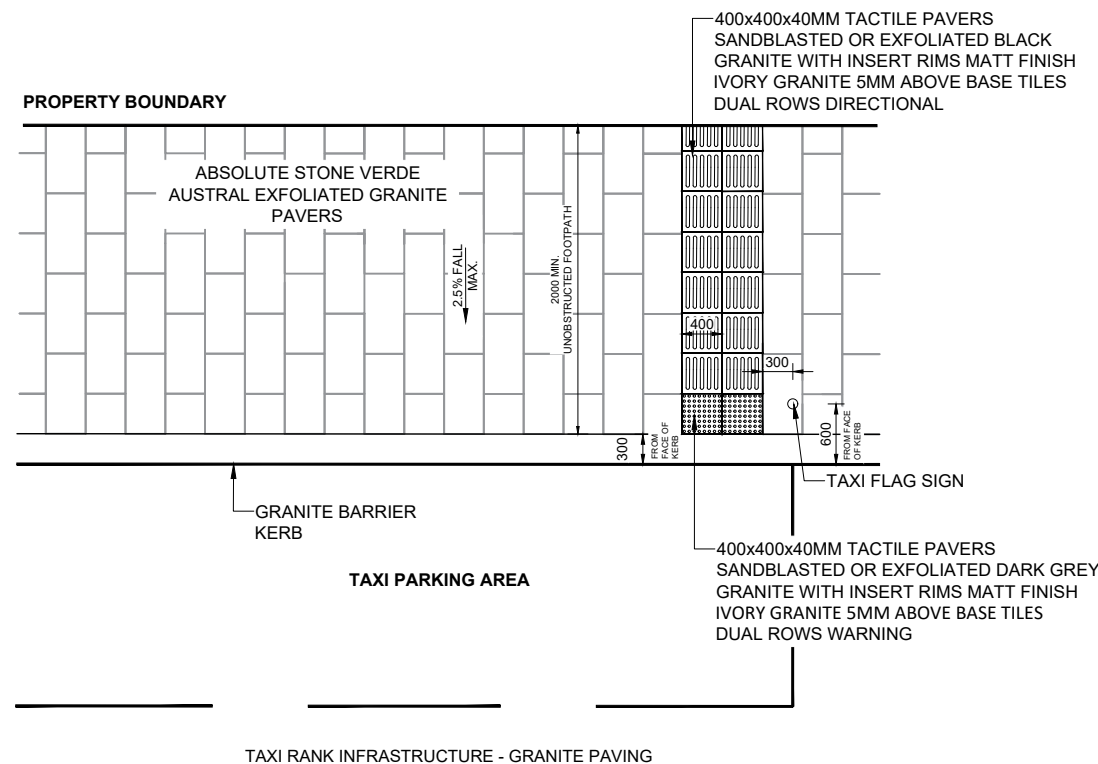 400x400x40MM TACTILE PAVERS
SANDBLASTED OR EXFOLIATED BLACK
GRANITE WITH INSERT RIMS MATT FINISH
IVORY GRANITE 5MM ABOVE BASE TILES
DUAL ROWS DIRECTIONAL
PROPERTY BOUNDARY
ABSOLUTE STONE VERDE
AUSTRAL EXFOLIATED GRANITE
PAVERS
2.5% FALL
MAX.
2000 MIN.
UNOBSTRUCTED FOOTPATH
400
300
300
FROM
FACE OF
KERB
600
FROM FACE
OF KERB
TAXI FLAG SIGN
GRANITE BARRIER
KERB
400x400x40MM TACTILE PAVERS
SANDBLASTED OR EXFOLIATED DARK GREY
GRANITE WITH INSERT RIMS MATT FINISH
IVORY GRANITE 5MM ABOVE BASE TILES
DUAL ROWS WARNING
TAXI PARKING AREA
TAXI RANK INFRASTRUCTURE - GRANITE PAVING